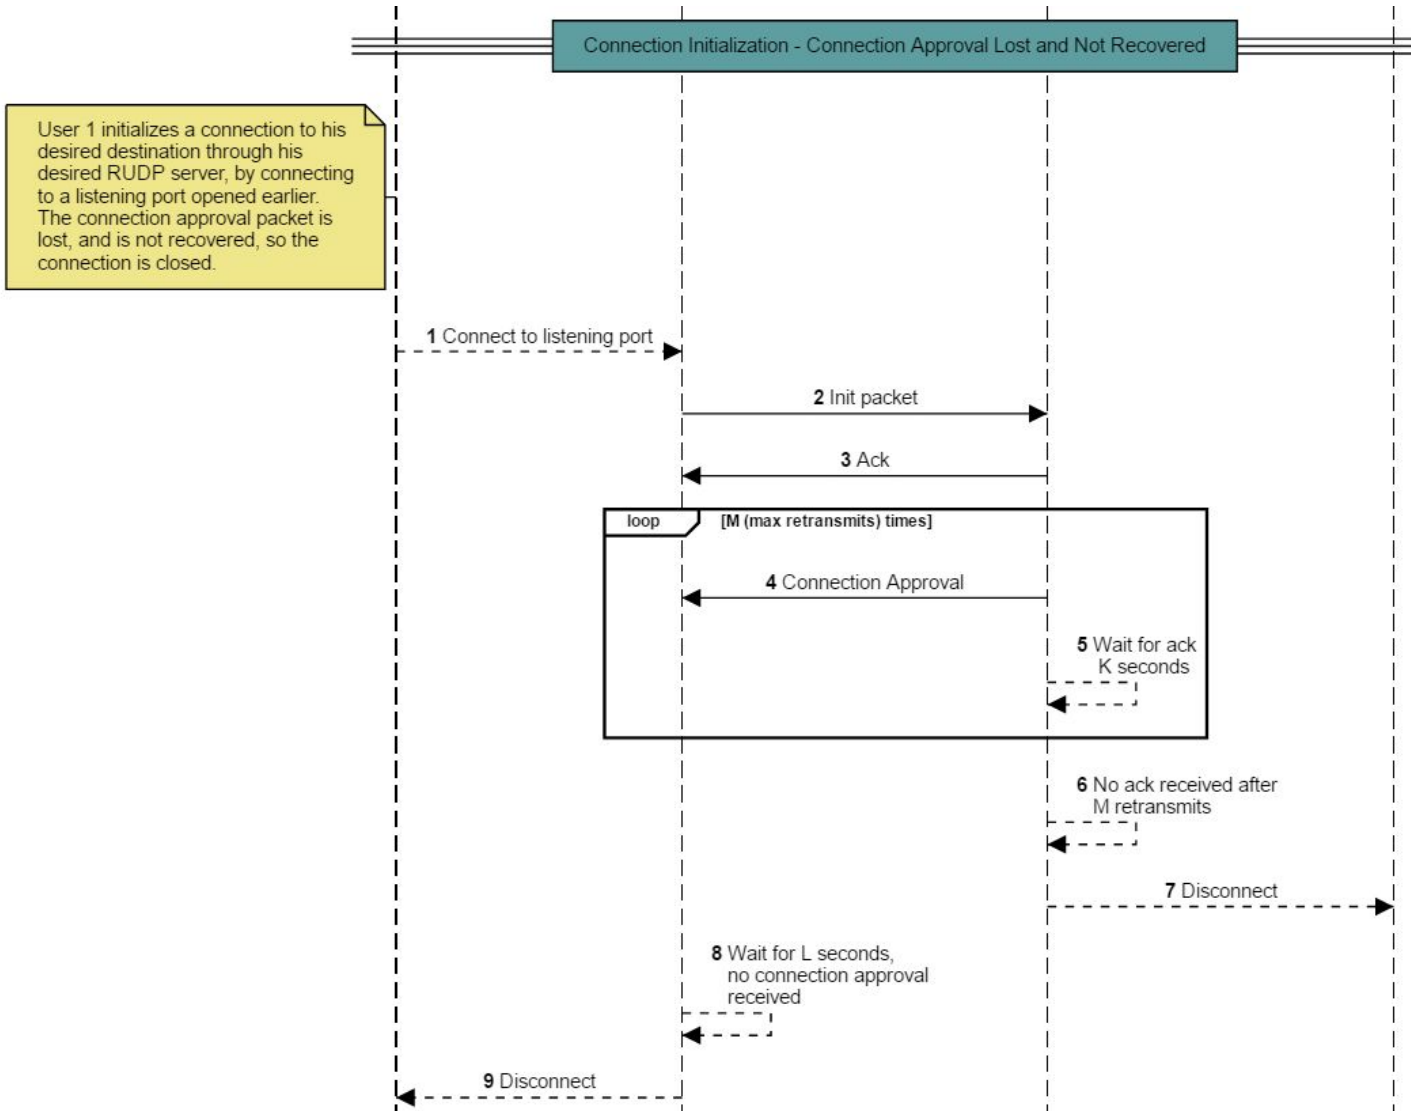 Connection Initialization - Connection Approval Lost and Not Recovered
User 1 initializes a connection to his
desired destination through his
desired RUDP server, by connecting
to a listening port opened earlier.
The connection approval packet is
lost, and is not recovered, so the
connection is closed.
1 Connect to listening port
2 Init packet
3 Ack
loop [M (max retransmits) times]
4 Connection Approval
5 Wait for ack
K seconds
6 No ack received after
M retransmits
7 Disconnect
8 Wait for L seconds,
no connection approval
received
9 Disconnect